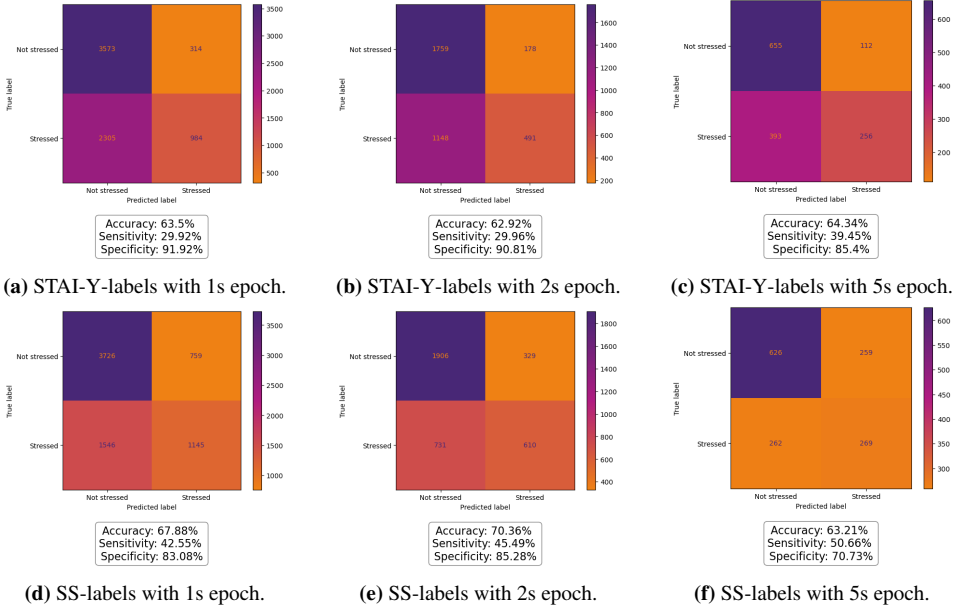 3500
3000
2500
2000
1500
1000
500
Not stressed
Stressed
True label
3573 314
2305 984
Not stressed Stressed
Predicted label
Accuracy: 63.5%
Sensitivity: 29.92%
Specificity: 91.92%
(a) STAI-Y-labels with 1s epoch.
1600
1400
1200
1000
800
600
400
200
Not stressed
Stressed
True label
1759 178
1148 491
Not stressed Stressed
Predicted label
Accuracy: 62.92%
Sensitivity: 29.96%
Specificity: 90.81%
(b) STAI-Y-labels with 2s epoch.
600
500
400
300
200
Not stressed
Stressed
True label
655 112
393 256
Not stressed Stressed
Predicted label
Accuracy: 64.34%
Sensitivity: 39.45%
Specificity: 85.4%
(c) STAI-Y-labels with 5s epoch.
3500
3000
2500
2000
1500
1000
Not stressed
Stressed
True label
3726 759
1546 1145
Not stressed Stressed
Predicted label
Accuracy: 67.88%
Sensitivity: 42.55%
Specificity: 83.08%
(d) SS-labels with 1s epoch.
1800
1600
1400
1200
1000
800
600
400
Not stressed
Stressed
True label
1906 329
731 610
Not stressed Stressed
Predicted label
Accuracy: 70.36%
Sensitivity: 45.49%
Specificity: 85.28%
(e) SS-labels with 2s epoch.
600
550
500
450
400
350
300
Not stressed
Stressed
True label
626 259
262 269
Not stressed Stressed
Predicted label
Accuracy: 63.21%
Sensitivity: 50.66%
Specificity: 70.73%
(f) SS-labels with 5s epoch.